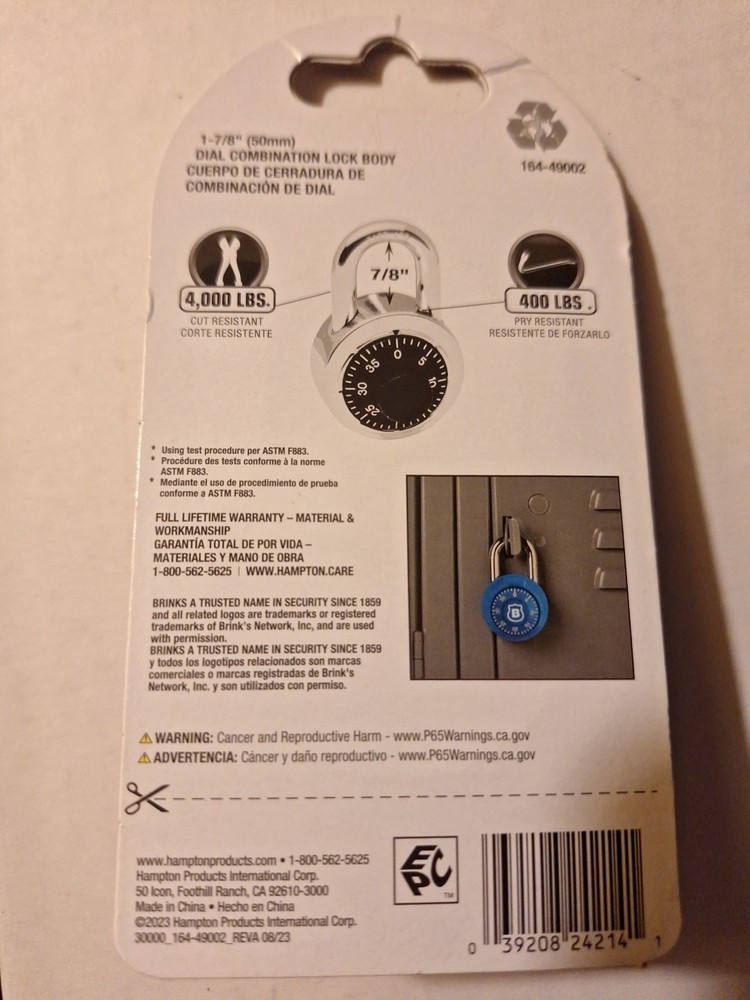 1-7/8" (50mm)
DIAL COMBINATION LOCK BODY
CUERPO DE CERRADURA DE
COMBINACIÓN DE DIAL
164-49002
7/8"
4,000 LBS.
CUT RESISTANT
CORTE RESISTENTE
400 LBS.
PRY RESISTANT
RESISTENTE DE FORZARLO
0
5
10
25
30
35
* Using test procedure per ASTM F883.
* Procédure des tests conforme à la norme
ASTM F883.
* Mediante el uso de procedimiento de prueba
conforme a ASTM F883.
FULL LIFETIME WARRANTY – MATERIAL &
WORKMANSHIP
GARANTÍA TOTAL DE POR VIDA –
MATERIALES Y MANO DE OBRA
1-800-562-5625 | WWW.HAMPTON.CARE
B
BRINKS A TRUSTED NAME IN SECURITY SINCE 1859
and all related logos are trademarks or registered
trademarks of Brink's Network, Inc, and are used
with permission.
BRINKS A TRUSTED NAME IN SECURITY SINCE 1859
y todos los logotipos relacionados son marcas
comerciales o marcas registradas de Brink's
Network, Inc. y son utilizados con permiso.
WARNING: Cancer and Reproductive Harm - www.P65Warnings.ca.gov
ADVERTENCIA: Cáncer y daño reproductivo - www.P65Warnings.ca.gov
www.hamptonproducts.com • 1-800-562-5625
Hampton Products International Corp.
50 Icon, Foothill Ranch, CA 92610-3000
Made in China • Hecho en China
©2023 Hampton Products International Corp.
30000_164-49002_REVA 08/23
EPC
TM
0 39208 24214 1